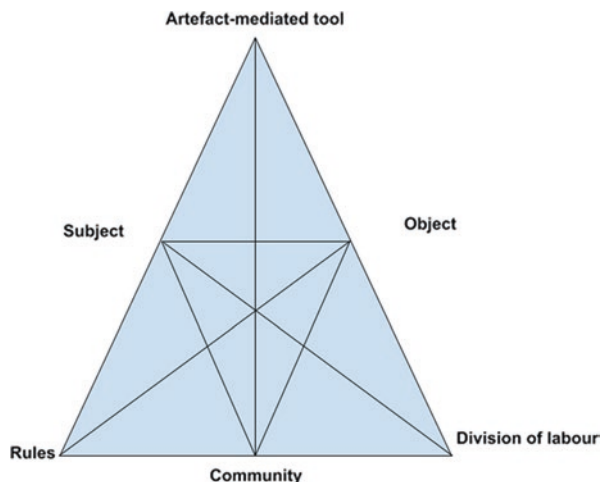 Artefact-mediated tool
Subject
Object
Rules
Division of labour
Community